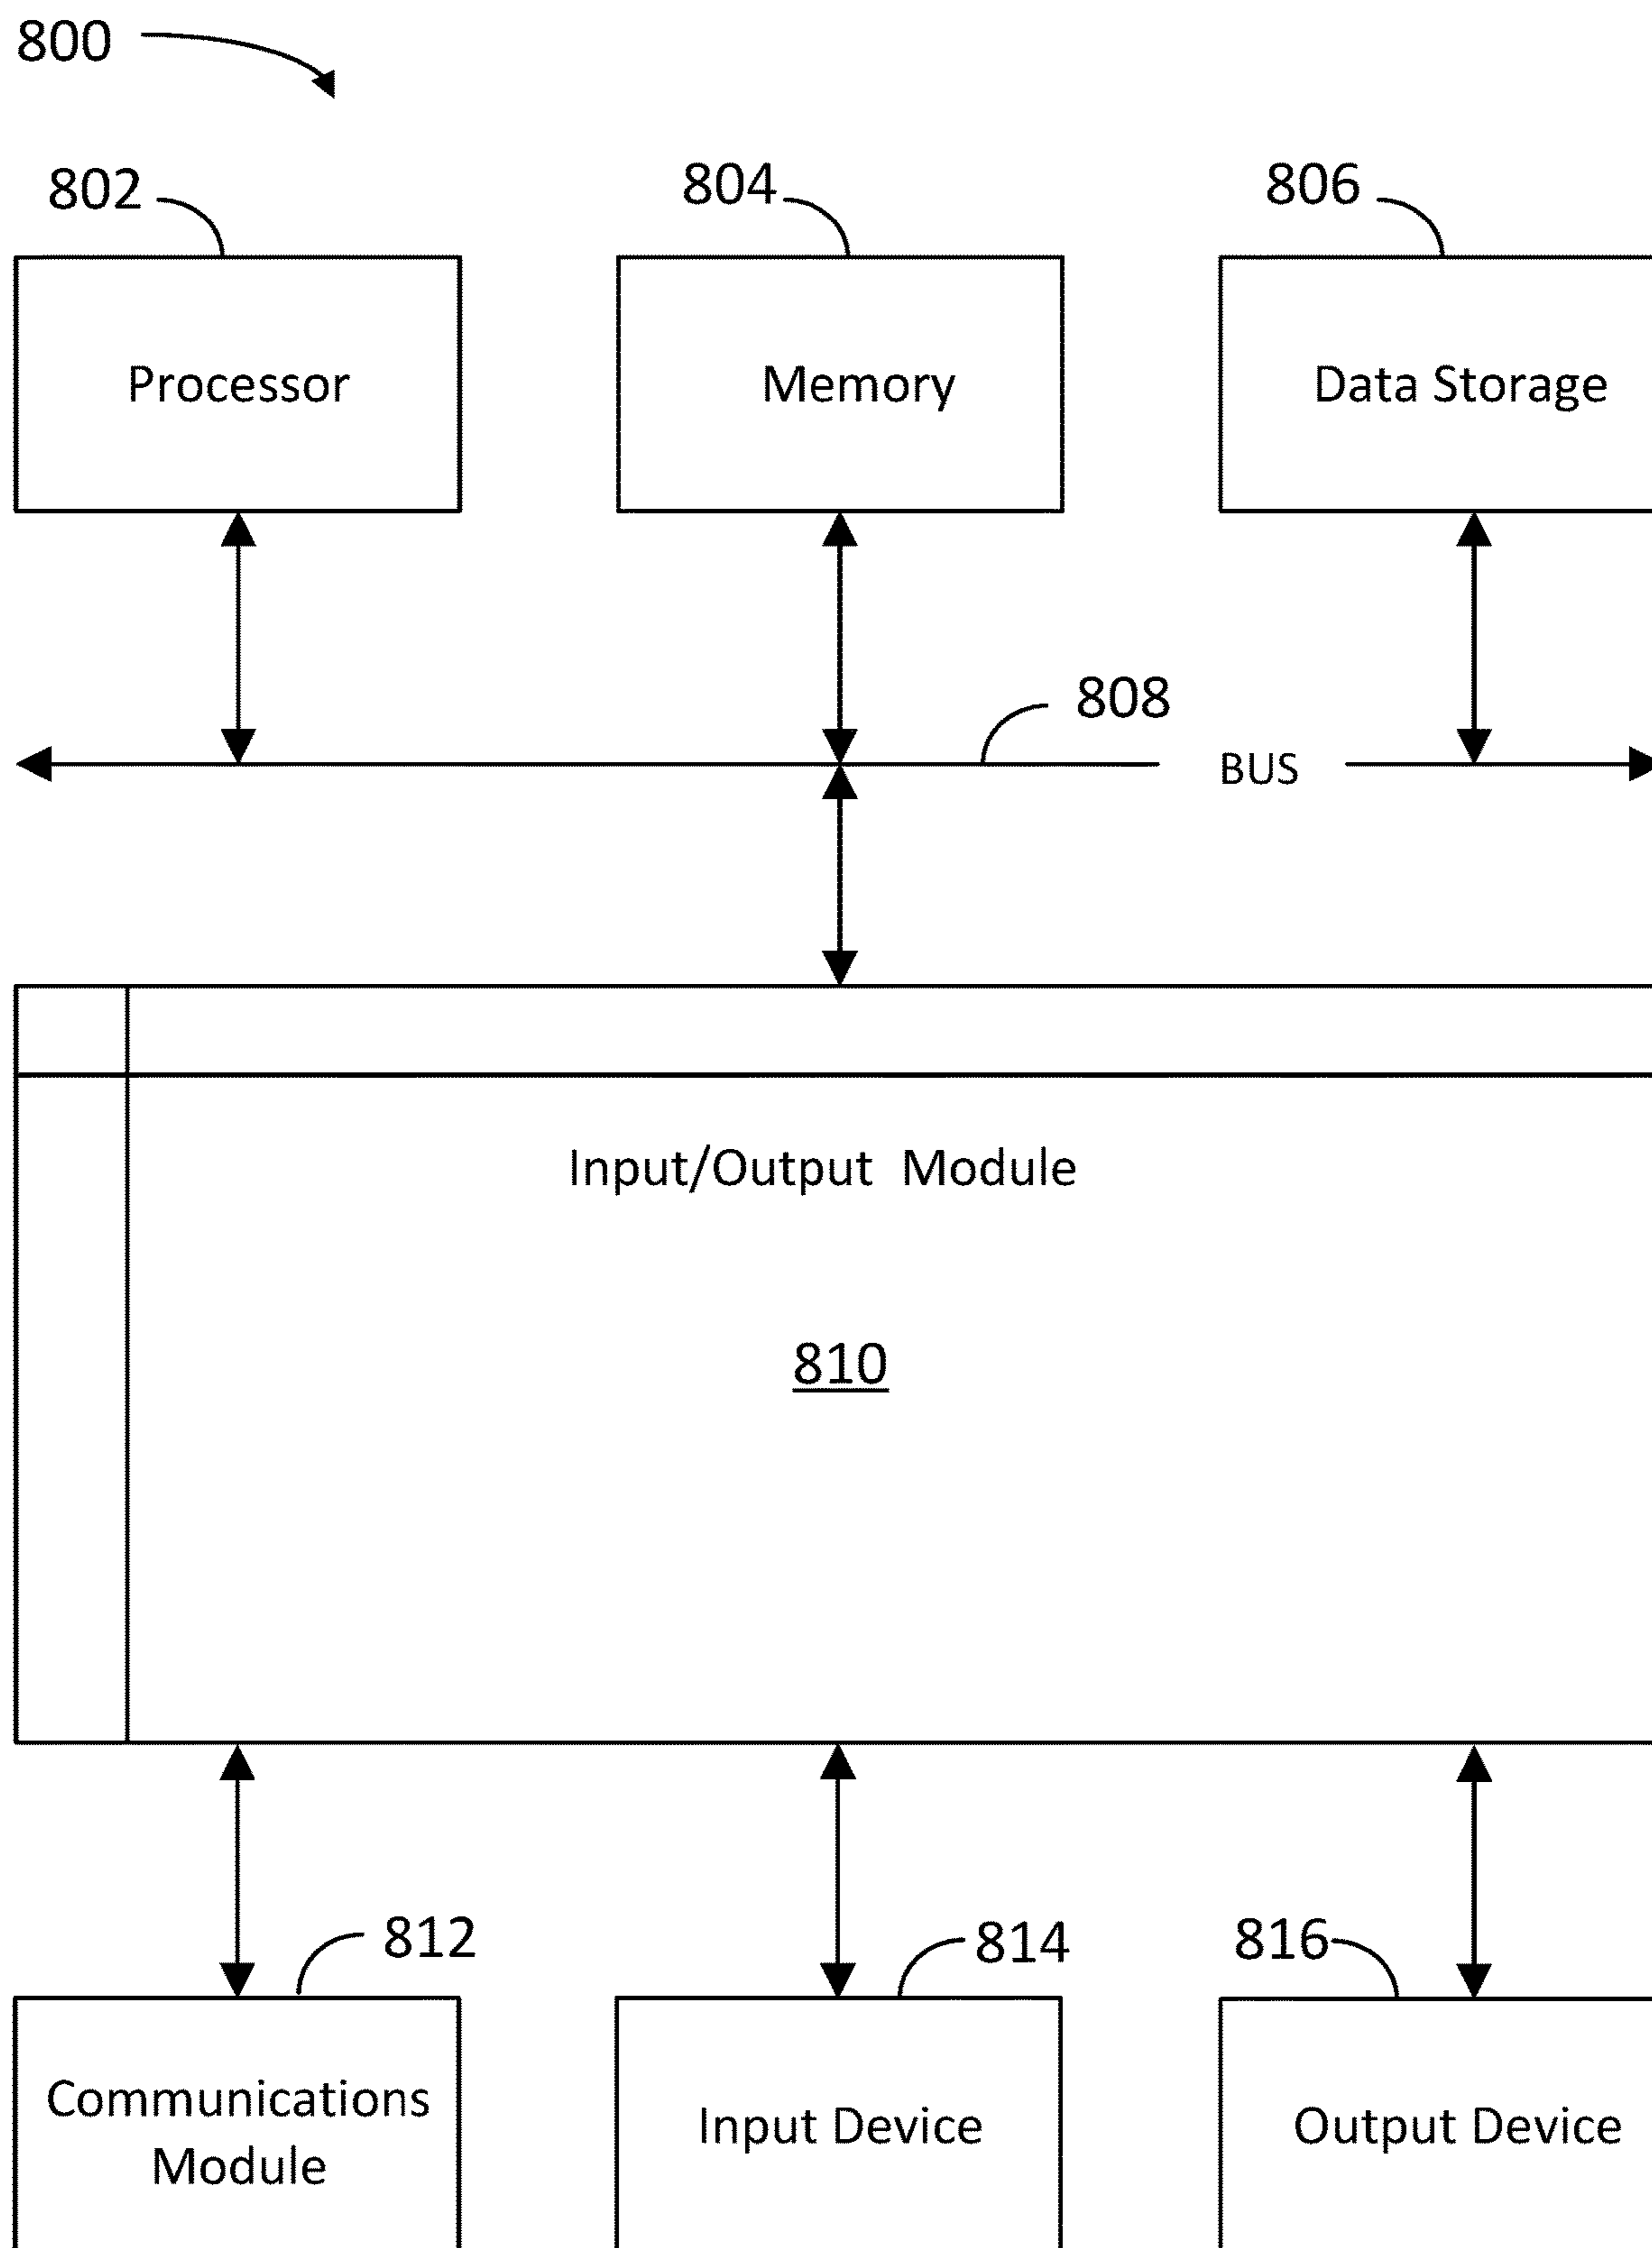 800
802
804
806
Processor
Memory
Data Storage
808
BUS
Input/Output Module
810
812
814
816
Communications
Module
Input Device
Output Device